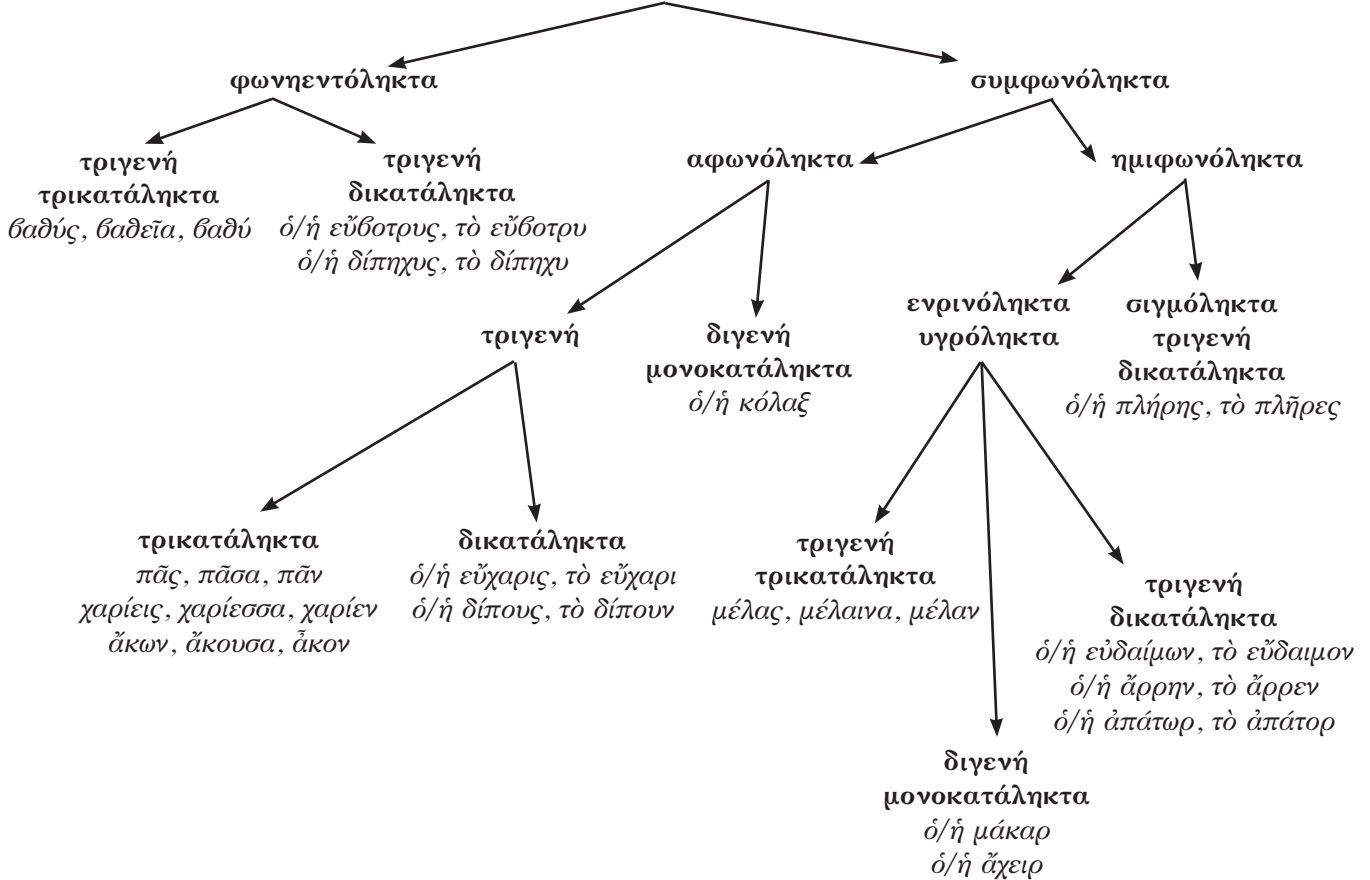 φωνηεντόληκτα
συμφωνόληκτα
τριγενή
τρικατάληκτα
βαθύς, βαθεῖα, βαθύ
τριγενή
δικατάληκτα
ὁ/ἡ εὔβοτρυς, τὸ εὔβοτρυ
ὁ/ἡ δίπηχυς, τὸ δίπηχυ
αφωνόληκτα
ημιφωνόληκτα
τριγενή
διγενή
μονοκατάληκτα
ὁ/ἡ κόλαξ
ενρινόληκτα
υγρόληκτα
σιγμόληκτα
τριγενή
δικατάληκτα
ὁ/ἡ πλήρης, τὸ πλῆρες
τρικατάληκτα
πᾶς, πᾶσα, πᾶν
χαρίεις, χαρίεσσα, χαρίεν
ἄκων, ἄκουσα, ἆκον
δικατάληκτα
ὁ/ἡ εὔχαρις, τὸ εὔχαρι
ὁ/ἡ δίπους, τὸ δίπουν
τριγενή
τρικατάληκτα
μέλας, μέλαινα, μέλαν
τριγενή
δικατάληκτα
ὁ/ἡ εὐδαίμων, τὸ εὔδαιμον
ὁ/ἡ ἄρρην, τὸ ἄρρεν
ὁ/ἡ ἀπάτωρ, τὸ ἀπάτορ
διγενή
μονοκατάληκτα
ὁ/ἡ μάκαρ
ὁ/ἡ ἄχειρ